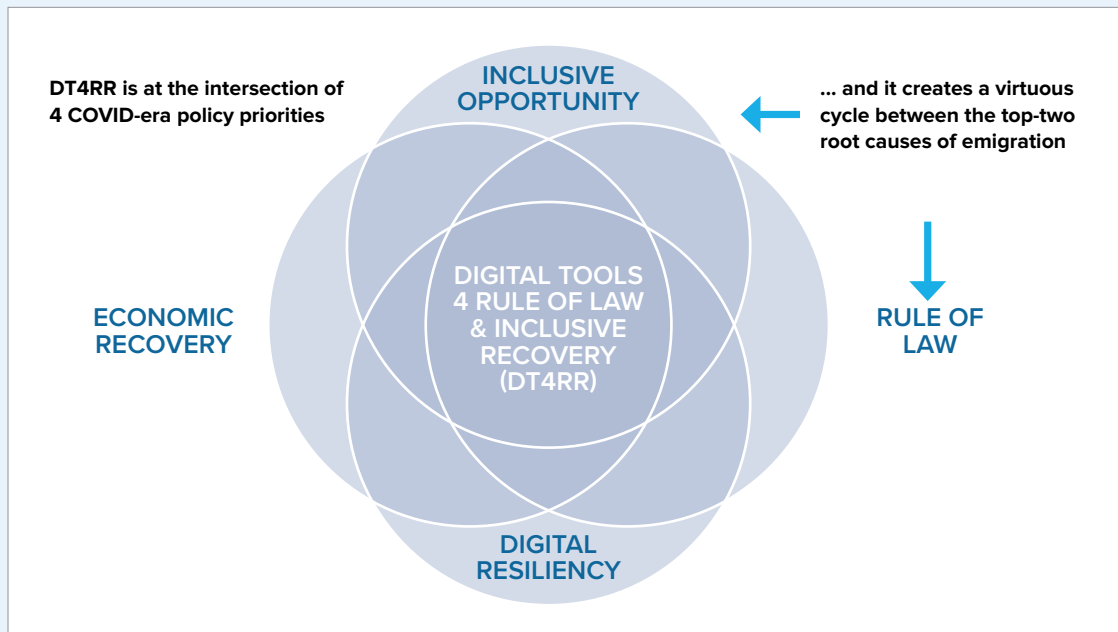 DT4RR is at the intersection of
4 COVID-era policy priorities
INCLUSIVE
OPPORTUNITY
... and it creates a virtuous
cycle between the top-two
root causes of emigration
ECONOMIC
RECOVERY
DIGITAL TOOLS
4 RULE OF LAW
& INCLUSIVE
RECOVERY
(DT4RR)
RULE OF
LAW
DIGITAL
RESILIENCY